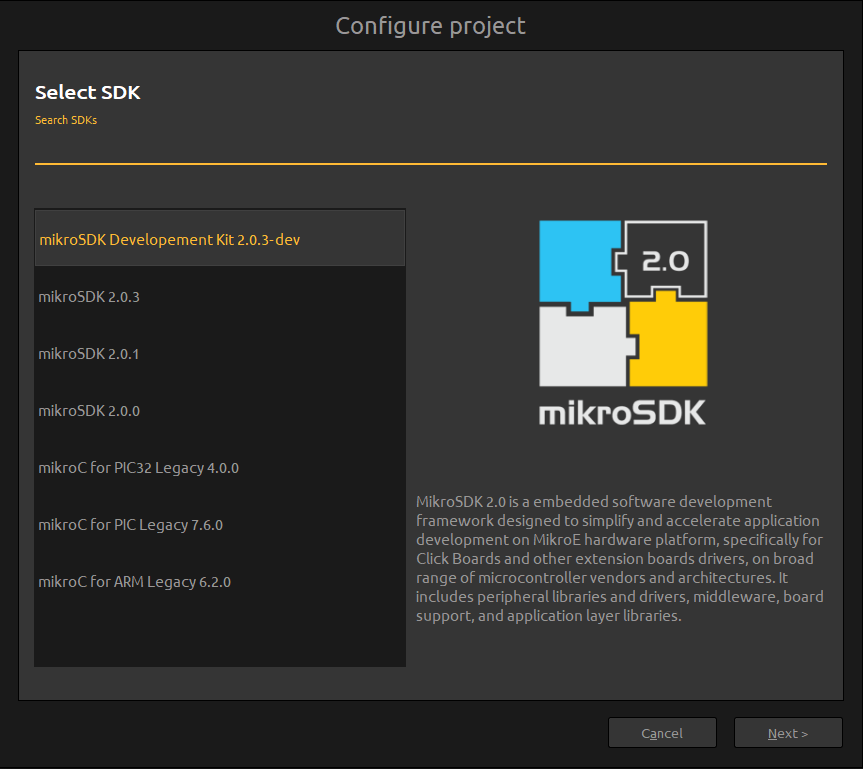 Configure project
Select SDK
Search SDKs
mikroSDK Developement Kit 2.0.3-dev
mikroSDK 2.0.3
mikroSDK 2.0.1
mikroSDK 2.0.0
mikroC for PIC32 Legacy 4.0.0
mikroC for PIC Legacy 7.6.0
mikroC for ARM Legacy 6.2.0
2.0
mikroSDK
MikroSDK 2.0 is a embedded software development
framework designed to simplify and accelerate application
development on MikroE hardware platform, specifically for
Click Boards and other extension boards drivers, on broad
range of microcontroller vendors and architectures. It
includes peripheral libraries and drivers, middleware, board
support, and application layer libraries.
Cancel
Next >